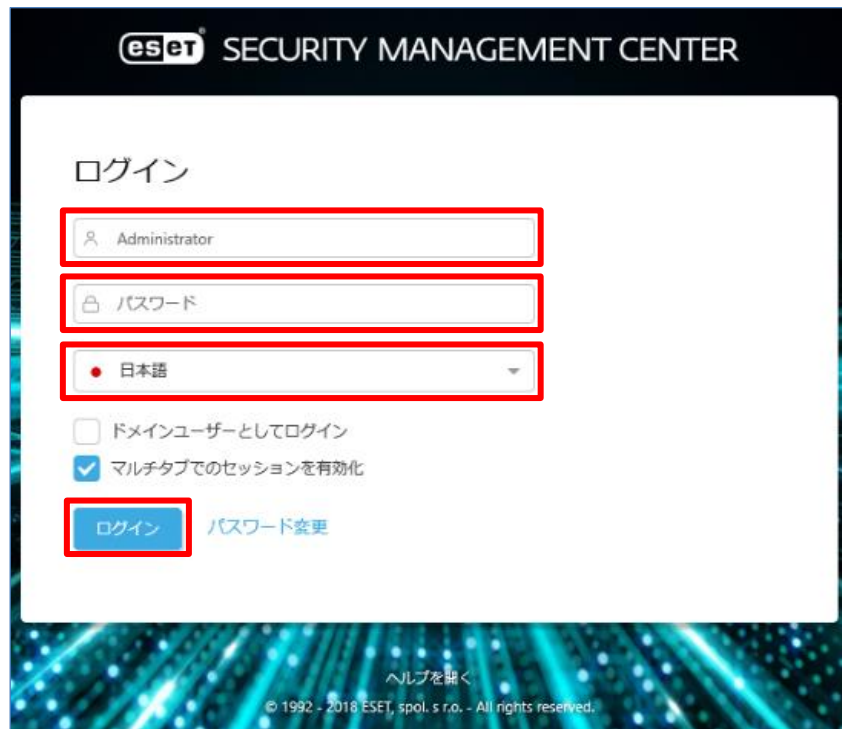 eset® SECURITY MANAGEMENT CENTER
ログイン
Administrator
パスワード
日本語
ドメインユーザーとしてログイン
マルチタブでのセッションを有効化
ログイン パスワード変更
ヘルプを開く
© 1992 - 2018 ESET, spol. s r.o. - All rights reserved.